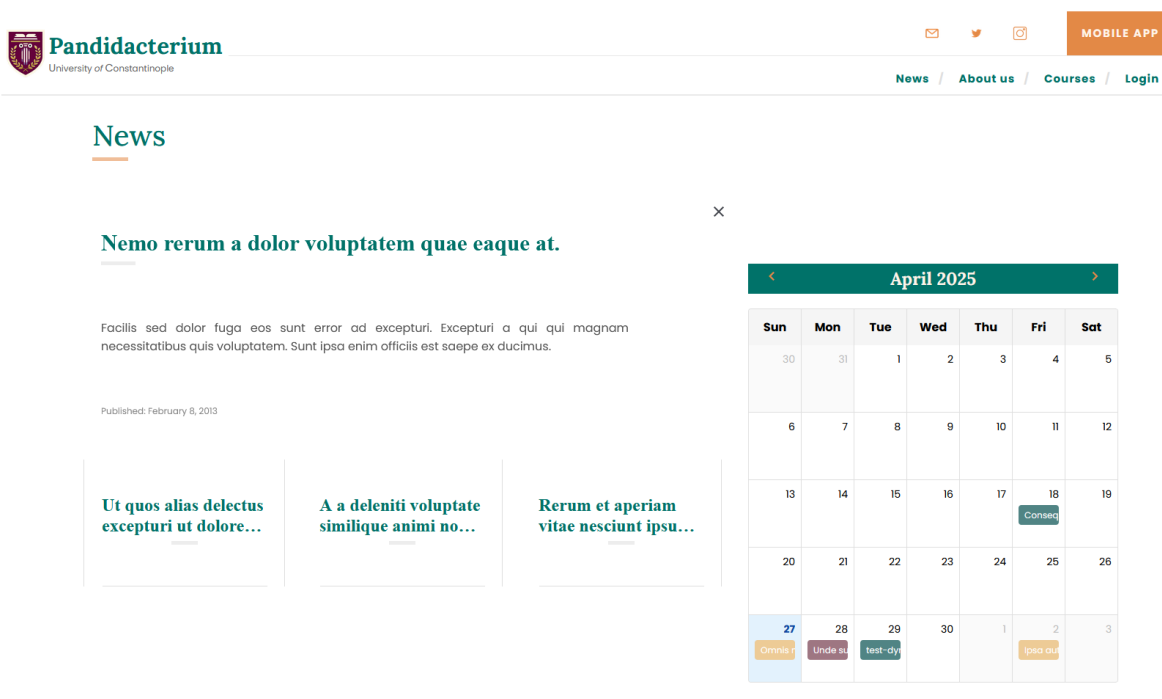 Pandidacterium
University of Constantinople
MOBILE APP
News / About us / Courses / Login
News
Nemo rerum a dolor voluptatem quae eaque at.
Facilis sed dolor fuga eos sunt error ad excepturi. Excepturi a qui qui magnam
necessitatibus quis voluptatem. Sunt ipsa enim officiis est saepe ex ducimus.
Published: February 8, 2013
Ut quos alias delectus
excepturi ut dolore...
A a deleniti voluptate
similique animi no...
Rerum et aperiam
vitae nesciunt ipsu...
April 2025
Sun Mon Tue Wed Thu Fri Sat
30 31 1 2 3 4 5
6 7 8 9 10 11 12
13 14 15 16 17 18 19
Conseq
20 21 22 23 24 25 26
27 28 29 30 1 2 3
Omnis Unde su test-dyn Ipsa aut